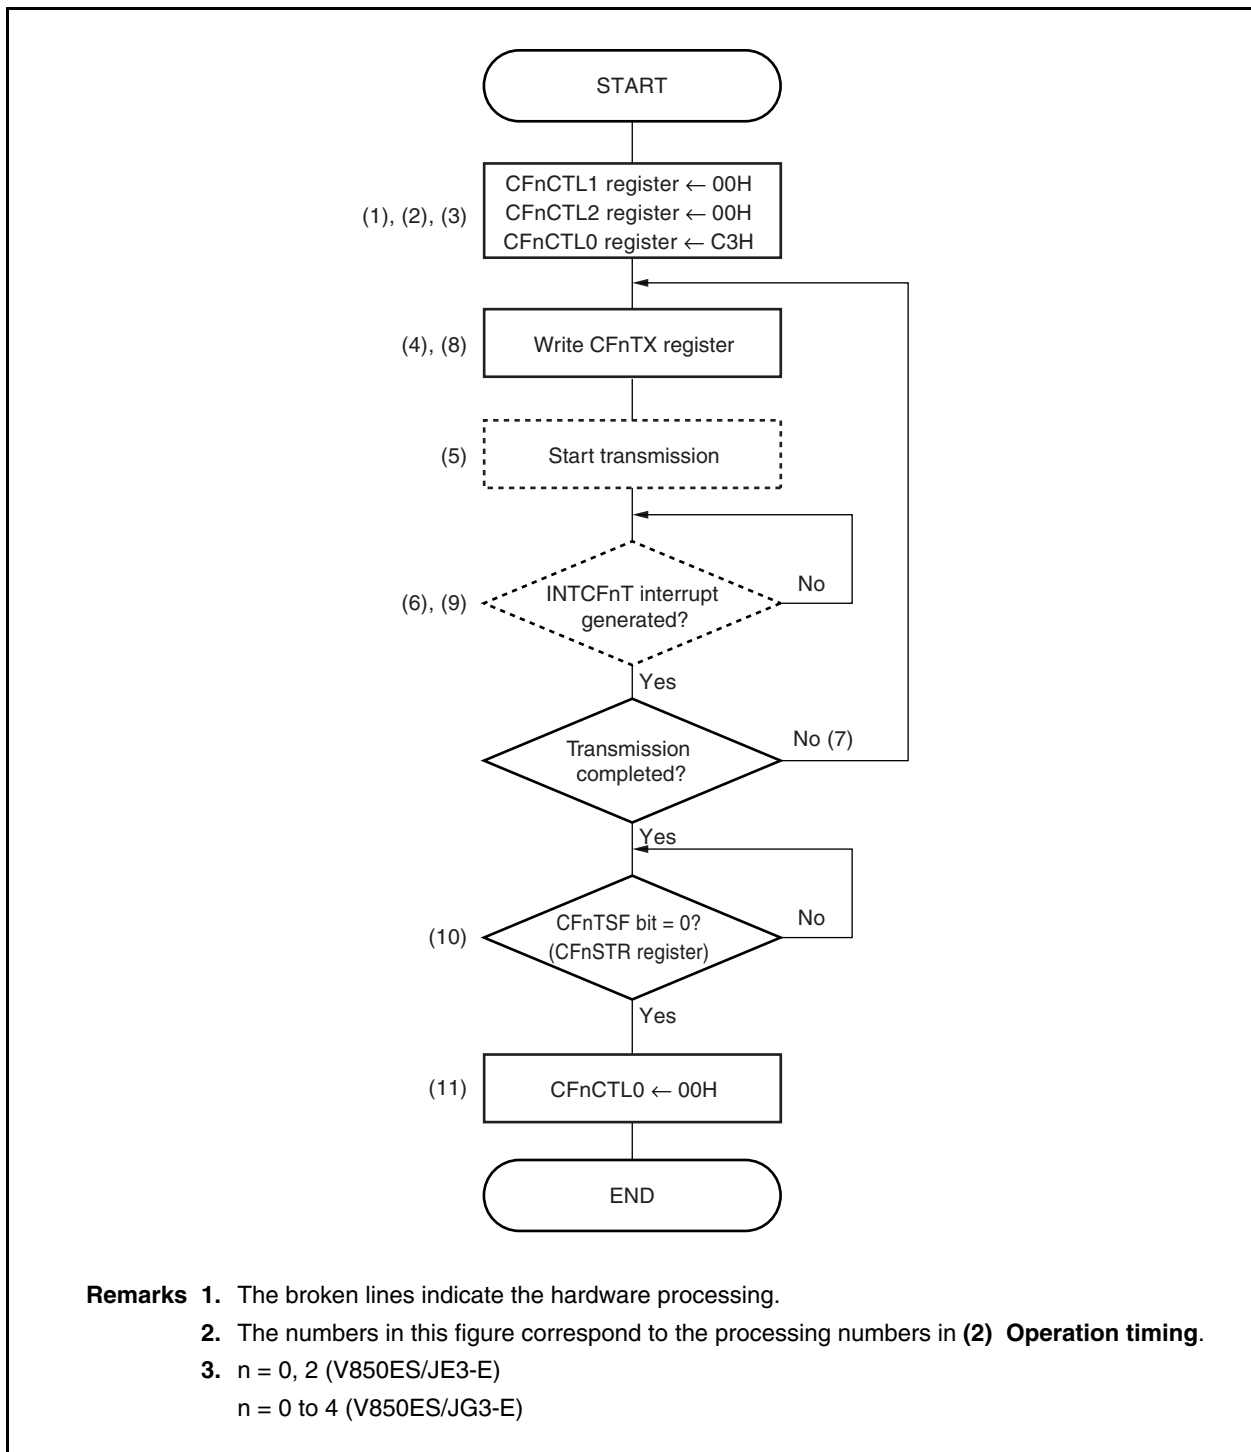 START
(1), (2), (3)
CFnCTL1 register ← 00H
CFnCTL2 register ← 00H
CFnCTL0 register ← C3H
(4), (8)
Write CFnTX register
(5)
Start transmission
(6), (9)
INTCFnT interrupt
generated?
No
Yes
Transmission
completed?
No (7)
Yes
(10)
CFnTSF bit = 0?
(CFnSTR register)
No
Yes
(11)
CFnCTL0 ← 00H
END
Remarks 1. The broken lines indicate the hardware processing.
2. The numbers in this figure correspond to the processing numbers in (2) Operation timing.
3. n = 0, 2 (V850ES/JE3-E)
n = 0 to 4 (V850ES/JG3-E)